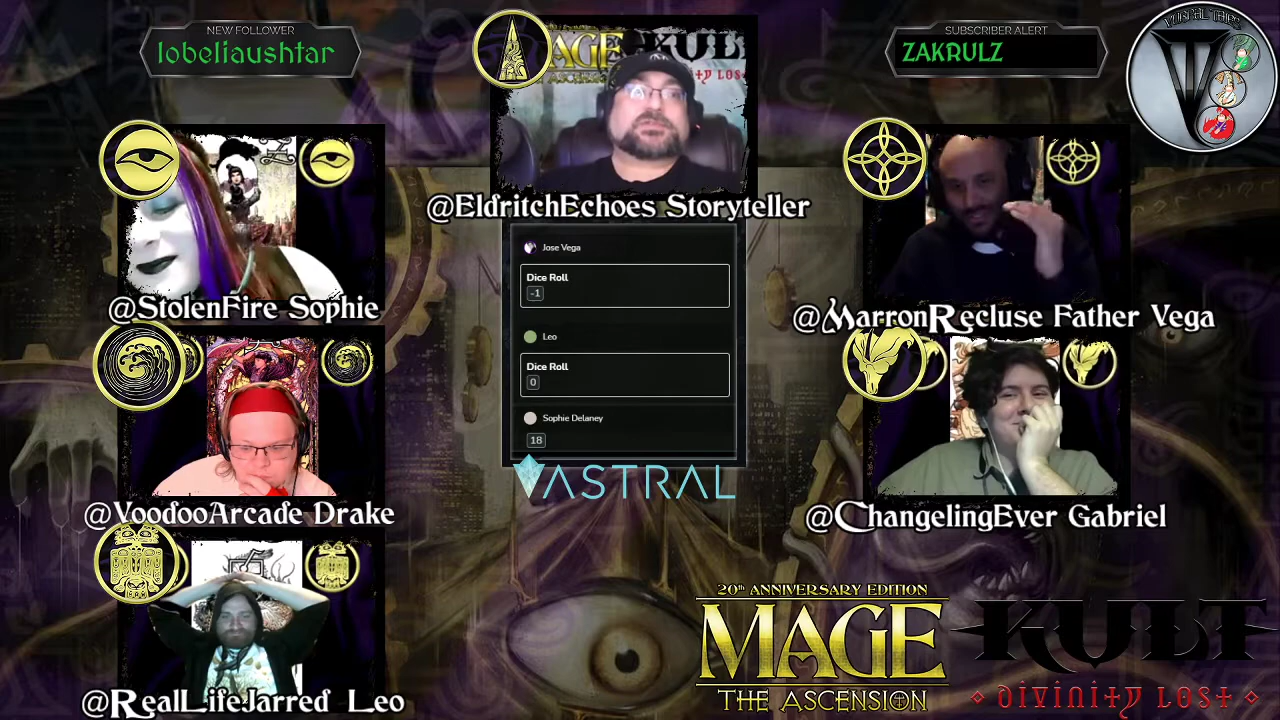 NEW FOLLOWER
lobeliaushtar
SUBSCRIBER ALERT
ZAKRULZ
@EldritchEchoes Storyteller
@StolenFire Sophie
@MarronRecluse Father Vega
Jose Vega
Dice Roll
-1
Leo
Dice Roll
0
Sophie Delaney
18
ASTRAL
@VoodooArcade Drake
@ChangelingEver Gabriel
@RealLifeJarred Leo
20th ANNIVERSARY EDITION
MAGE
THE ASCENSION
KULT
DIVINITY LOST